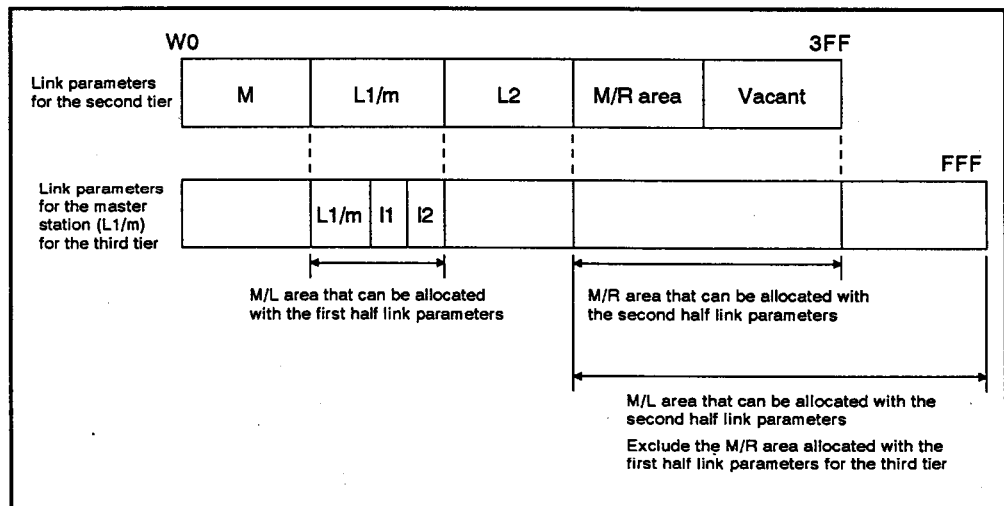 W0
3FF
Link parameters
for the second tier
M
L1/m
L2
M/R area
Vacant
FFF
Link parameters
for the master
station (L1/m)
for the third tier
L1/m
l1
l2
M/L area that can be allocated
with the first half link parameters
M/R area that can be allocated with
the second half link parameters
M/L area that can be allocated with the
second half link parameters
Exclude the M/R area allocated with the
first half link parameters for the third tier